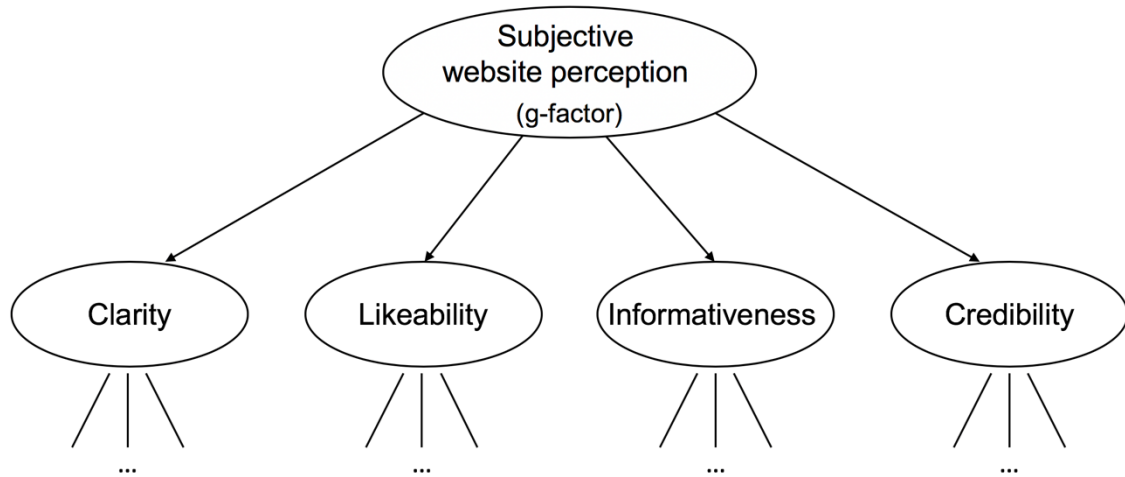 Subjective
website perception
(g-factor)
Clarity
Likeability
Informativeness
Credibility
...
...
...
...